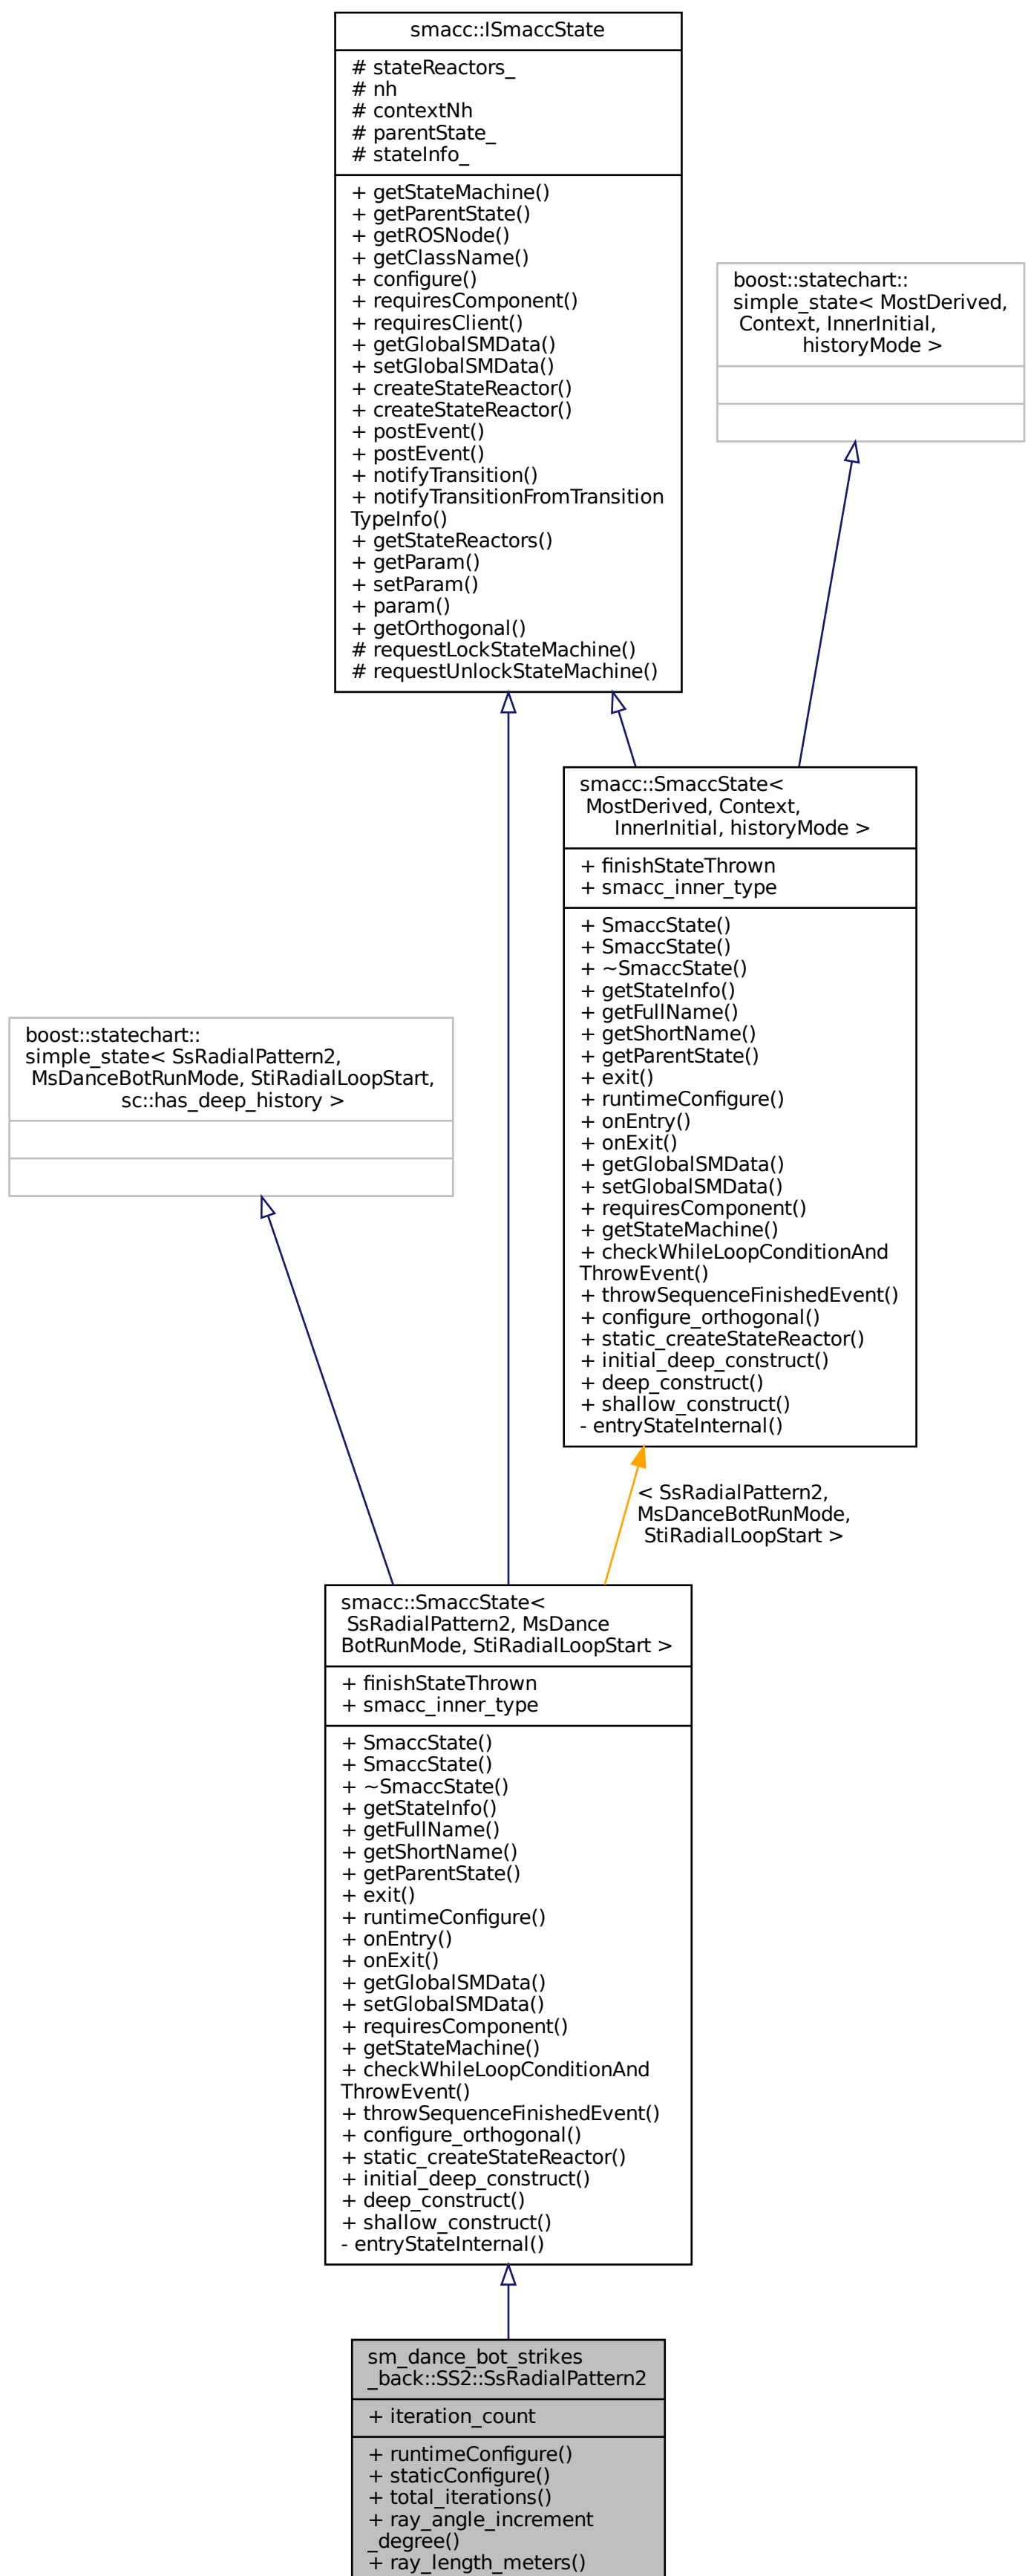 smacc::ISmaccState
# stateReactors_
# nh
# contextNh
# parentState_
# stateInfo_
+ getStateMachine()
+ getParentState()
+ getROSNode()
+ getClassName()
+ configure()
+ requiresComponent()
+ requiresClient()
+ getGlobalSMData()
+ setGlobalSMData()
+ createStateReactor()
+ createStateReactor()
+ postEvent()
+ postEvent()
+ notifyTransition()
+ notifyTransitionFromTransition
TypeInfo()
+ getStateReactors()
+ getParam()
+ setParam()
+ param()
+ getOrthogonal()
# requestLockStateMachine()
# requestUnlockStateMachine()
boost::statechart::
simple_state< MostDerived,
Context, InnerInitial,
historyMode >
smacc::SmaccState<
MostDerived, Context,
InnerInitial, historyMode >
+ finishStateThrown
+ smacc_inner_type
+ SmaccState()
+ SmaccState()
+ ~SmaccState()
+ getStateInfo()
+ getFullName()
+ getShortName()
+ getParentState()
+ exit()
+ runtimeConfigure()
+ onEntry()
+ onExit()
+ getGlobalSMData()
+ setGlobalSMData()
+ requiresComponent()
+ getStateMachine()
+ checkWhileLoopConditionAnd
ThrowEvent()
+ throwSequenceFinishedEvent()
+ configure_orthogonal()
+ static_createStateReactor()
+ initial_deep_construct()
+ deep_construct()
+ shallow_construct()
- entryStateInternal()
boost::statechart::
simple_state< SsRadialPattern2,
MsDanceBotRunMode, StiRadialLoopStart,
sc::has_deep_history >
< SsRadialPattern2,
MsDanceBotRunMode,
StiRadialLoopStart >
smacc::SmaccState<
SsRadialPattern2, MsDance
BotRunMode, StiRadialLoopStart >
+ finishStateThrown
+ smacc_inner_type
+ SmaccState()
+ SmaccState()
+ ~SmaccState()
+ getStateInfo()
+ getFullName()
+ getShortName()
+ getParentState()
+ exit()
+ runtimeConfigure()
+ onEntry()
+ onExit()
+ getGlobalSMData()
+ setGlobalSMData()
+ requiresComponent()
+ getStateMachine()
+ checkWhileLoopConditionAnd
ThrowEvent()
+ throwSequenceFinishedEvent()
+ configure_orthogonal()
+ static_createStateReactor()
+ initial_deep_construct()
+ deep_construct()
+ shallow_construct()
- entryStateInternal()
sm_dance_bot_strikes
_back::SS2::SsRadialPattern2
+ iteration_count
+ runtimeConfigure()
+ staticConfigure()
+ total_iterations()
+ ray_angle_increment
_degree()
+ ray_length_meters()